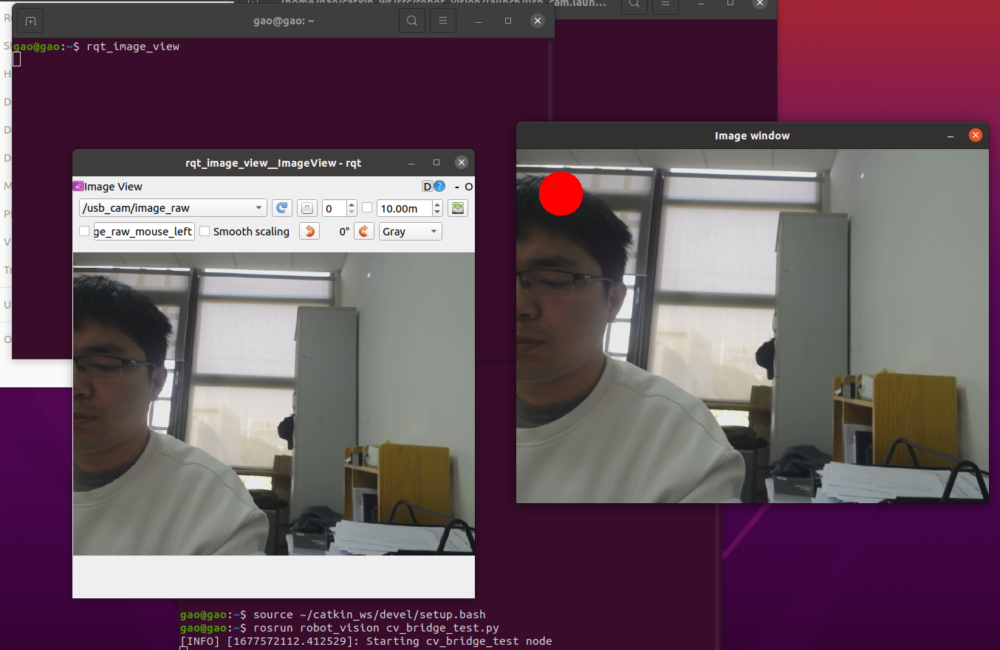 /home/gao/catkin_ws/src/robot_vision/launch/usb_cam.laun...
gao@gao: ~
gao@gao:~$ rqt_image_view
Image window
rqt_image_view__ImageView - rqt
Image View
D
?
- O
/usb_cam/image_raw
0
10.00m
ge_raw_mouse_left
Smooth scaling
0°
Gray
gao@gao:~$ source ~/catkin_ws/devel/setup.bash
gao@gao:~$ rosrun robot_vision cv_bridge_test.py
[INFO] [1677572112.412529]: Starting cv_bridge_test node